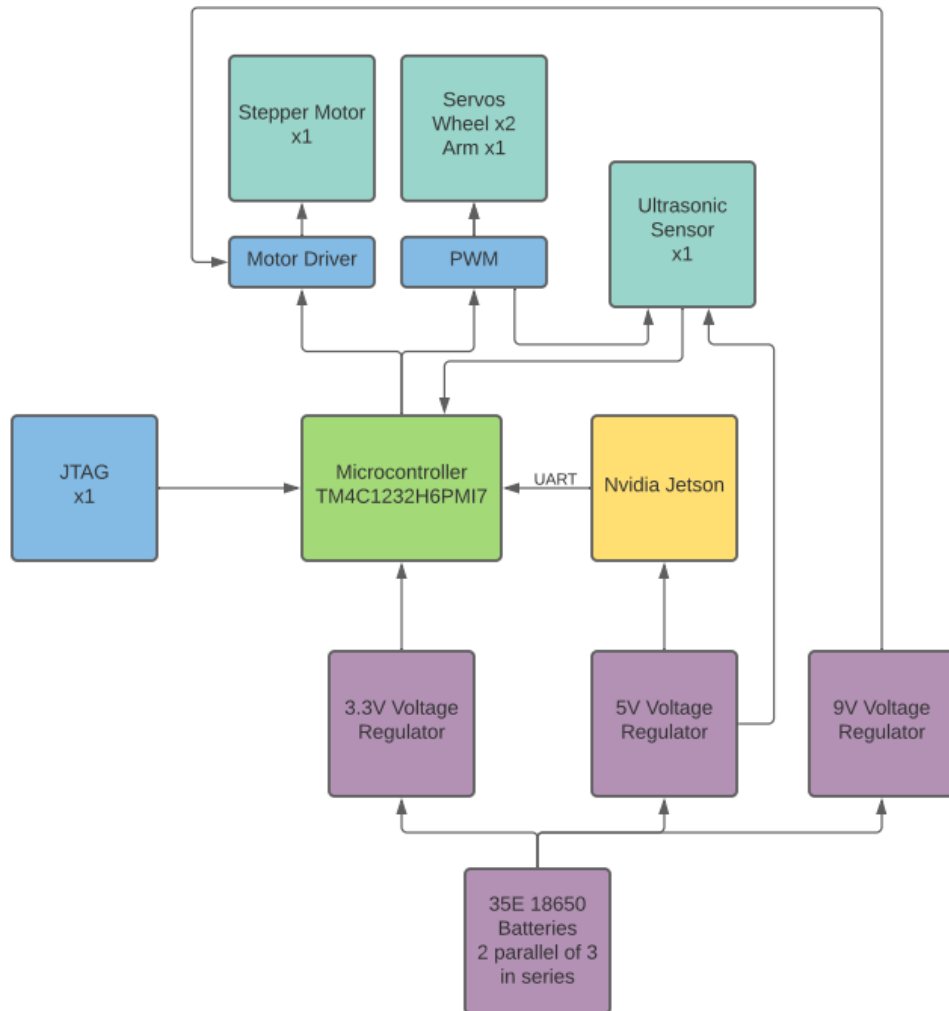 Stepper Motor
x1
Servos
Wheel x2
Arm x1
Ultrasonic
Sensor
x1
Motor Driver
PWM
JTAG
x1
Microcontroller
TM4C1232H6PMI7
UART
Nvidia Jetson
3.3V Voltage
Regulator
5V Voltage
Regulator
9V Voltage
Regulator
35E 18650
Batteries
2 parallel of 3
in series